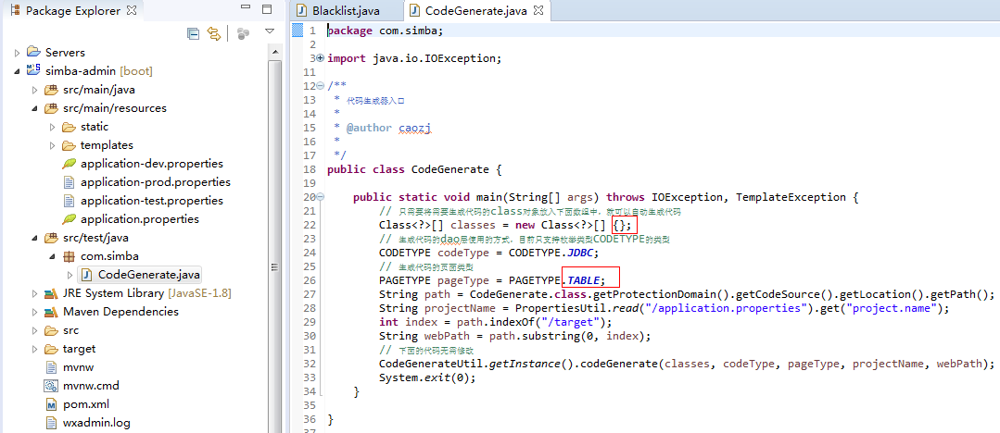 Package Explorer
Servers
simba-admin [boot]
src/main/java
src/main/resources
static
templates
application-dev.properties
application-prod.properties
application-test.properties
application.properties
src/test/java
com.simba
CodeGenerate.java
JRE System Library [JavaSE-1.8]
Maven Dependencies
src
target
mvnw
mvnw.cmd
pom.xml
wxadmin.log
Blacklist.java
CodeGenerate.java
1 package com.simba;
2
3 import java.io.IOException;
11
12 /**
13 * 代码生成器入口
14 *
15 * @author caozj
16 *
17 */
18 public class CodeGenerate {
19
20 public static void main(String[] args) throws IOException, TemplateException {
21 // 只需要将需要生成代码的class对象放入下面数组中，就可以自动生成代码
22 Class<?>[] classes = new Class<?>[] {};
23 // 生成代码的dao层使用的方式，目前只支持枚举类型CODETYPE的类型
24 CODETYPE codeType = CODETYPE.JDBC;
25 // 生成代码的页面类型
26 PAGETYPE pageType = PAGETYPE.TABLE;
27 String path = CodeGenerate.class.getProtectionDomain().getCodeSource().getLocation().getPath();
28 String projectName = PropertiesUtil.read("/application.properties").get("project.name");
29 int index = path.indexOf("/target");
30 String webPath = path.substring(0, index);
31 // 下面的代码无需修改
32 CodeGenerateUtil.getInstance().codeGenerate(classes, codeType, pageType, projectName, webPath);
33 System.exit(0);
34 }
35
36 }